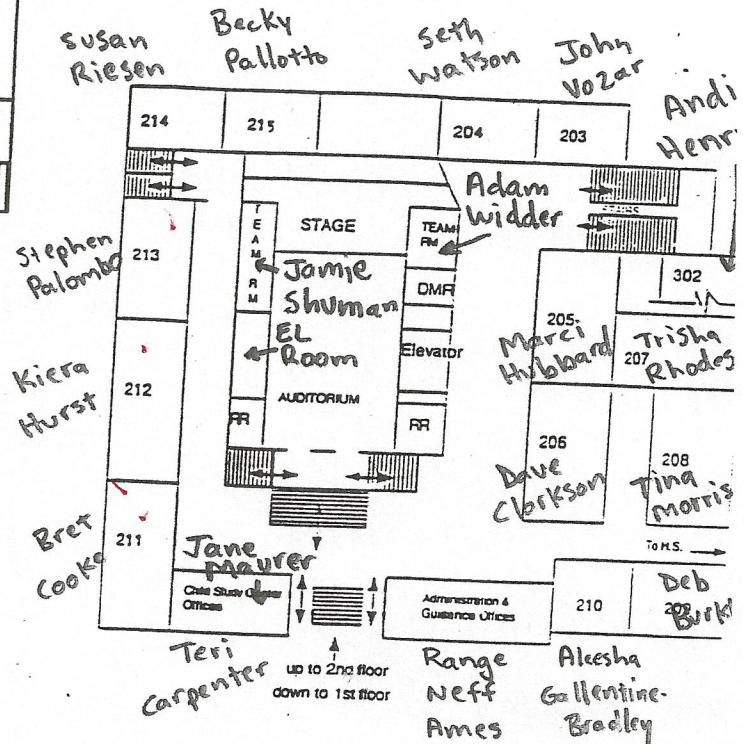 Susan
Riesen
Becky
Pallotto
Seth
Watson
John
Vozar
Andi
Henr
214
215
204
203
Adam
Widder
STAIRS
TEAM RM
STAGE
TEAM
RM
Stephen
Palombo
213
Jamie
Shuman
DMR
302
EL
Room
Elevator
205
Marci
Hubbard
207
Trisha
Rhodes
Kiera
Hurst
212
AUDITORIUM
RR
RR
206
Dave
Clarkson
208
Tina
Morris
Bret
Cooke
211
Jane
Maurer
To H.S.
Child Study
Offices
Administration &
Guidance Offices
210
Deb
Teri
Carpenter
up to 2nd floor
down to 1st floor
Range
Neff
Ames
Aleesha
Gallentine-
Bradley